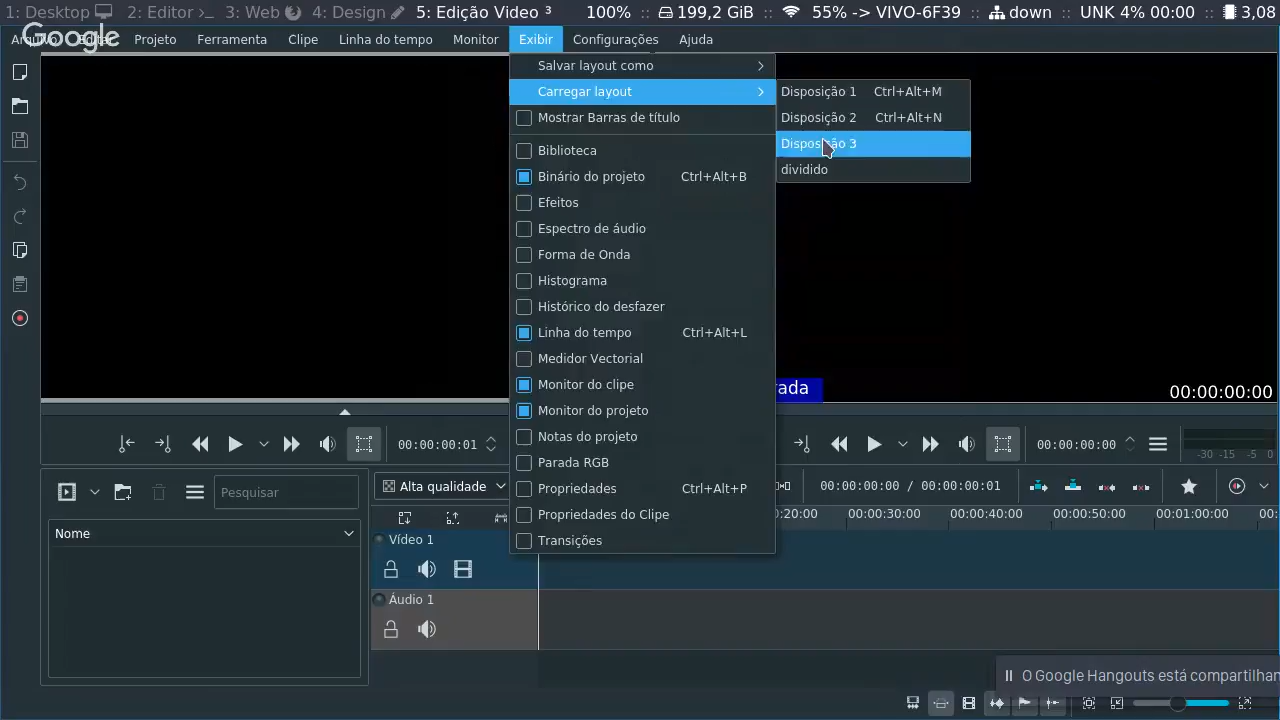 1: Desktop 2: Editor 3: Web 4: Design 5: Edição Video ³ 100% 199,2 GiB 55% -> VIVO-6F39 down UNK 4% 00:00 3,08
Google
Projeto Ferramenta Clipe Linha do tempo Monitor Exibir Configurações Ajuda
Salvar layout como
Carregar layout
Disposição 1 Ctrl+Alt+M
Mostrar Barras de título
Disposição 2 Ctrl+Alt+N
Disposição 3
Biblioteca
dividido
Binário do projeto Ctrl+Alt+B
Efeitos
Espectro de áudio
Forma de Onda
Histograma
Histórico do desfazer
Linha do tempo Ctrl+Alt+L
Medidor Vectorial
Monitor do clipe
rada
00:00:00:00
Monitor do projeto
Notas do projeto
00:00:00:01
00:00:00:00
-30 -15 -5 0
Parada RGB
Propriedades Ctrl+Alt+P
Propriedades do Clipe
Transições
Pesquisar
Alta qualidade
00:00:00:00 / 00:00:00:01
:20:00 00:00:30:00 00:00:40:00 00:00:50:00 00:01:00:00 00:
Nome
Vídeo 1
Áudio 1
O Google Hangouts está compartilhan